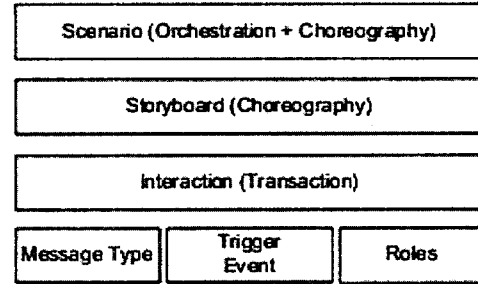 Scenario (Orchestration + Choreography)
Storyboard (Choreography)
Interaction (Transaction)
Message Type
Trigger
Event
Roles